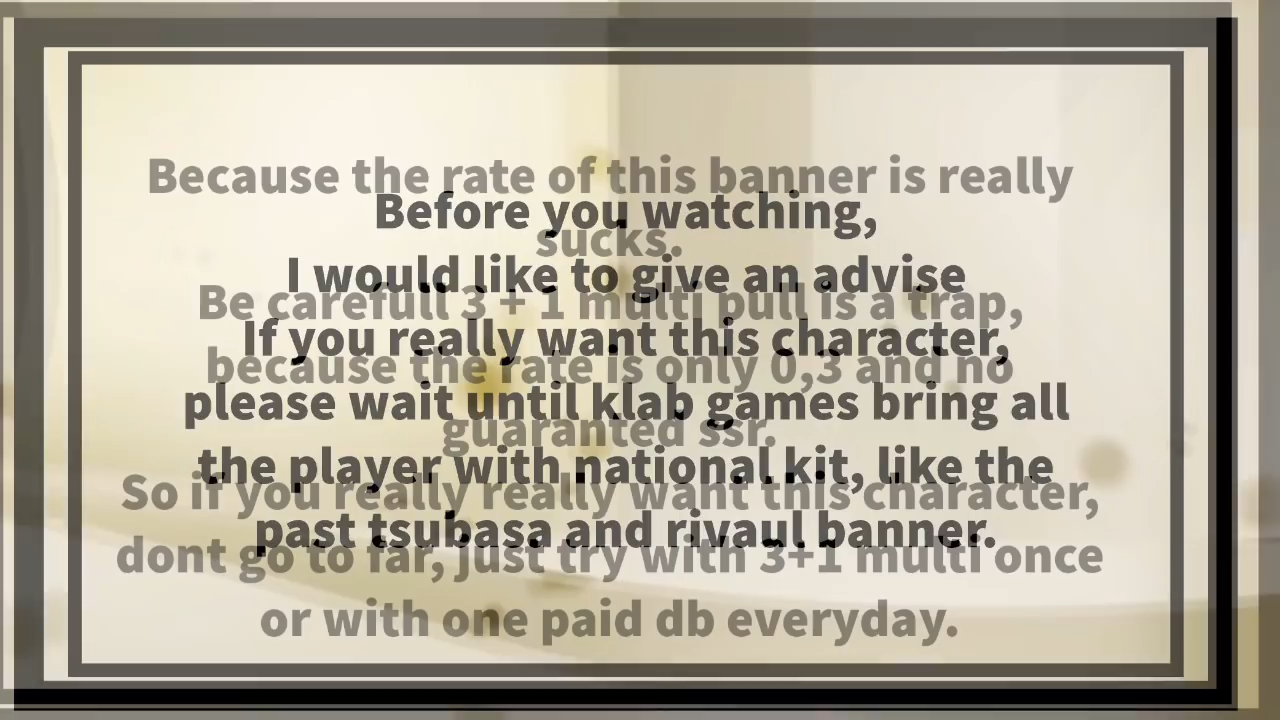 Before you watching,
I would like to give an advise
If you really want this character,
please wait until klab games bring all
the player with national kit, like the
past tsubasa and rivaul banner.
Because the rate of this banner is really
sucks.
Be carefull 3 + 1 multi pull is a trap,
because the rate is only 0,3 and no
guaranted ssr.
So if you really really want this character,
dont go to far, just try with 3+1 multi once
or with one paid db everyday.